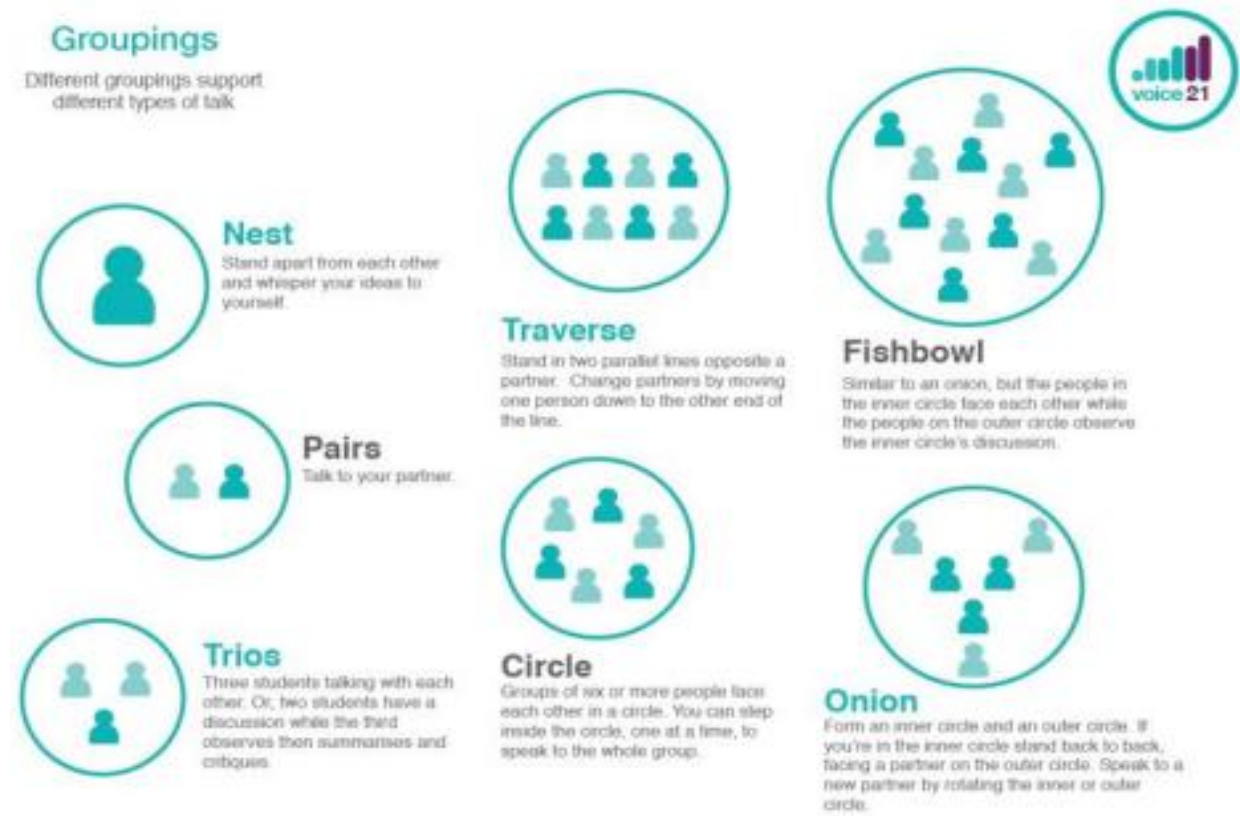 Groupings
Different groupings support
different types of talk
voice 21
Nest
Stand apart from each other
and whisper your ideas to
yourself.
Pairs
Talk to your partner.
Trios
Three students talking with each
other. Or, two students have a
discussion while the third
observes then summarises and
critiques.
Traverse
Stand in two parallel lines opposite a
partner. Change partners by moving
one person down to the other end of
the line.
Circle
Groups of six or more people face
each other in a circle. You can step
inside the circle, one at a time, to
speak to the whole group.
Fishbowl
Similar to an onion, but the people in
the inner circle face each other while
the people on the outer circle observe
the inner circle's discussion.
Onion
Form an inner circle and an outer circle. If
you're in the inner circle stand back to back,
facing a partner on the outer circle. Speak to a
new partner by rotating the inner or outer
circle.